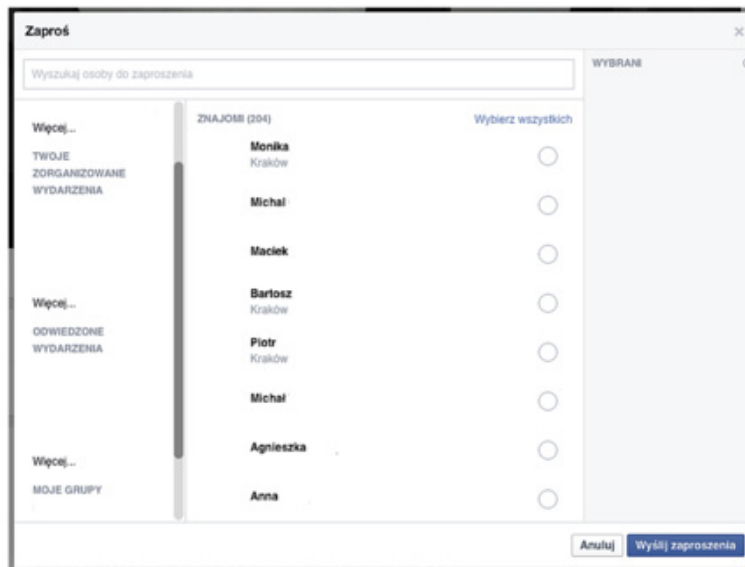 Zaproś
Wyszukaj osoby do zaproszenia
Więcej...
TWOJE
ZORGANIZOWANE
WYDARZENIA
Więcej...
ODWIEDZONE
WYDARZENIA
Więcej...
MOJE GRUPY
ZNAJOMI (204)
Wybierz wszystkich
Monika
Kraków
Michal
Maciek
Bartosz
Kraków
Piotr
Kraków
Michał
Agnieszka
Anna
WYBRANI
Anuluj
Wyślij zaproszenia